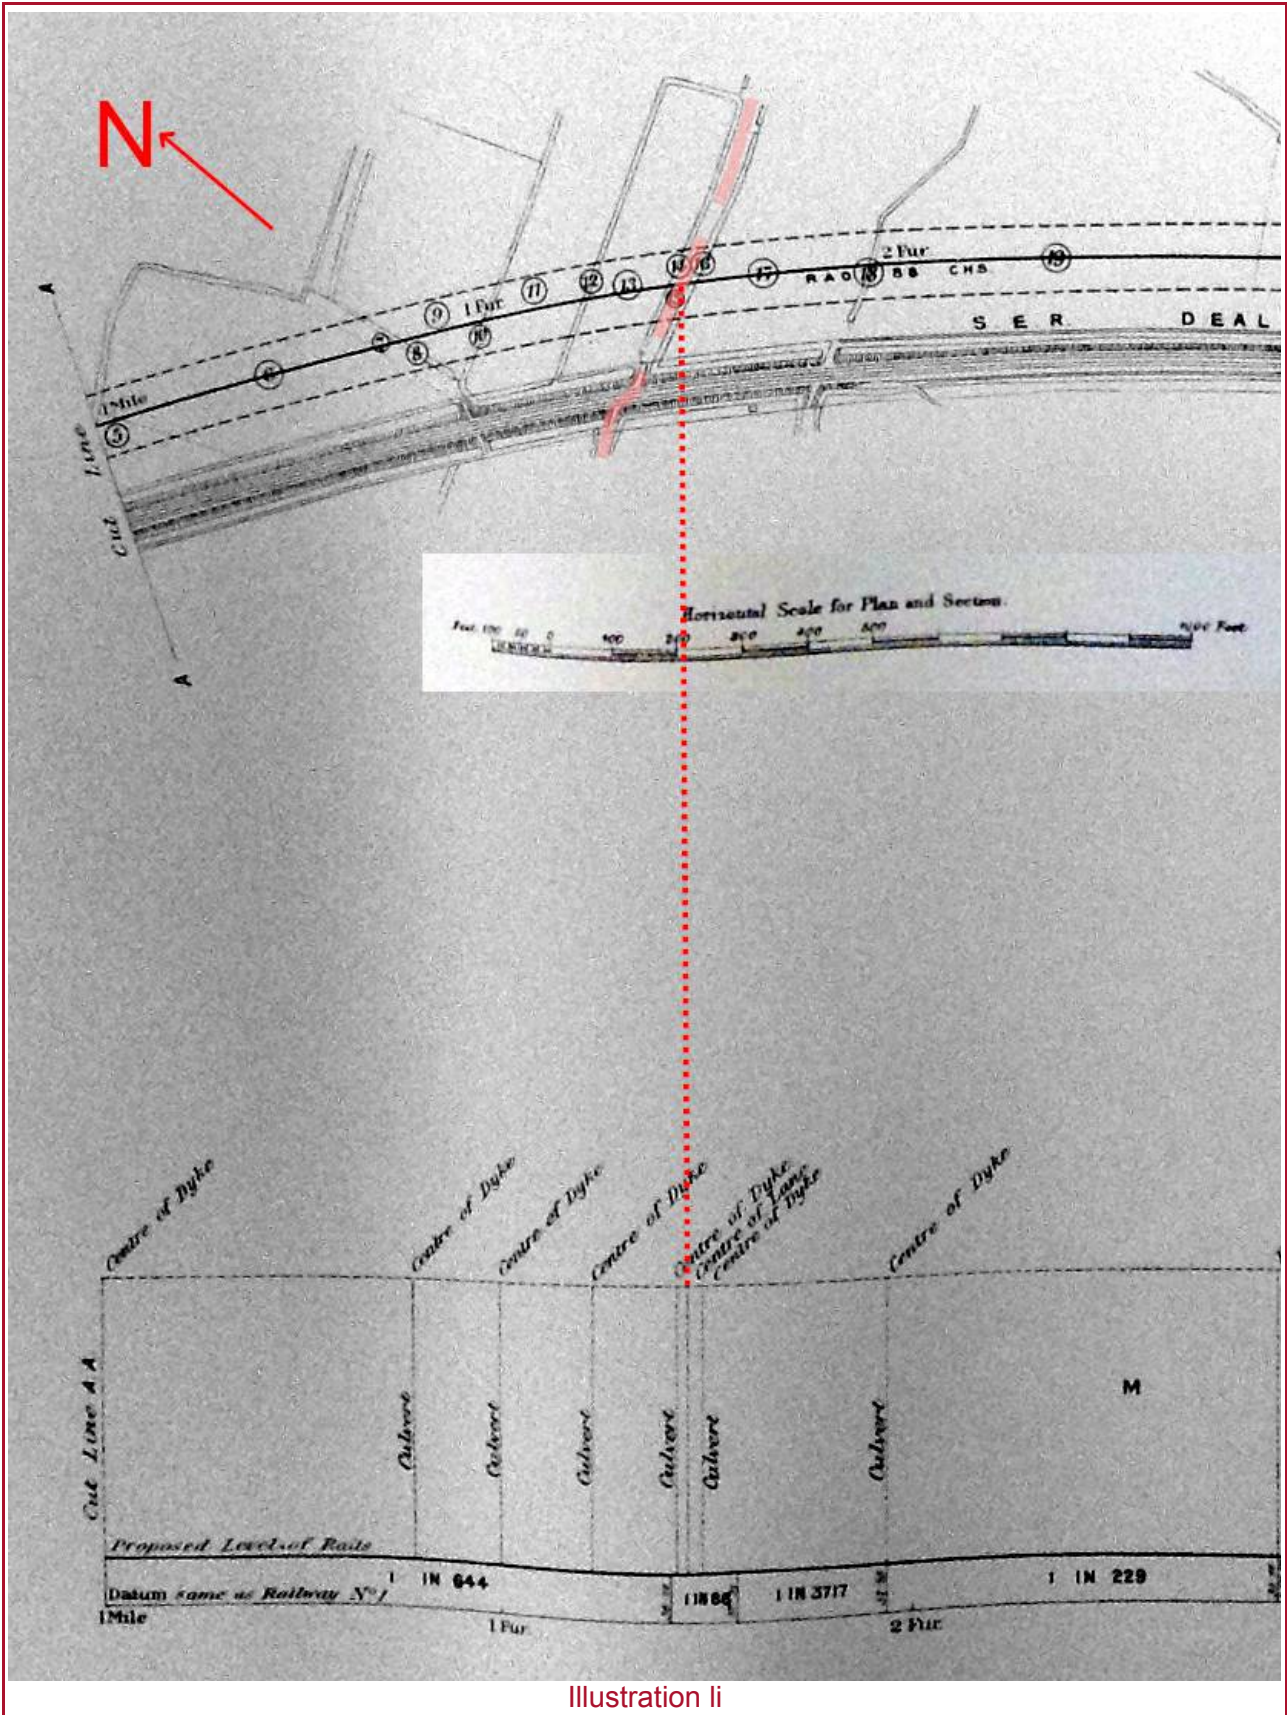 N
A
11
12
14
16
9
1 Fur.
13
17
2 Fur
RAD 18 88 CHS
19
7
8
10
6
S E R DEAL
1 Mile
5
Line
Cut
A
Horizontal Scale for Plan and Section.
Feet 100 50 0 100 200 300 400 500 1000 Feet
Centre of Dyke
Centre of Dyke
Centre of Dyke
Centre of Dyke
Centre of Dyke
Centre of Lane
Centre of Dyke
Centre of Dyke
Cut Line A A
Culvert
Culvert
Culvert
Culvert
Culvert
Culvert
M
Proposed Level of Rails
1 IN 644
1 IN 3717
1 IN 229
Datum same as Railway No 1
1 Mile
1 Fur.
2 Fur.
Illustration li